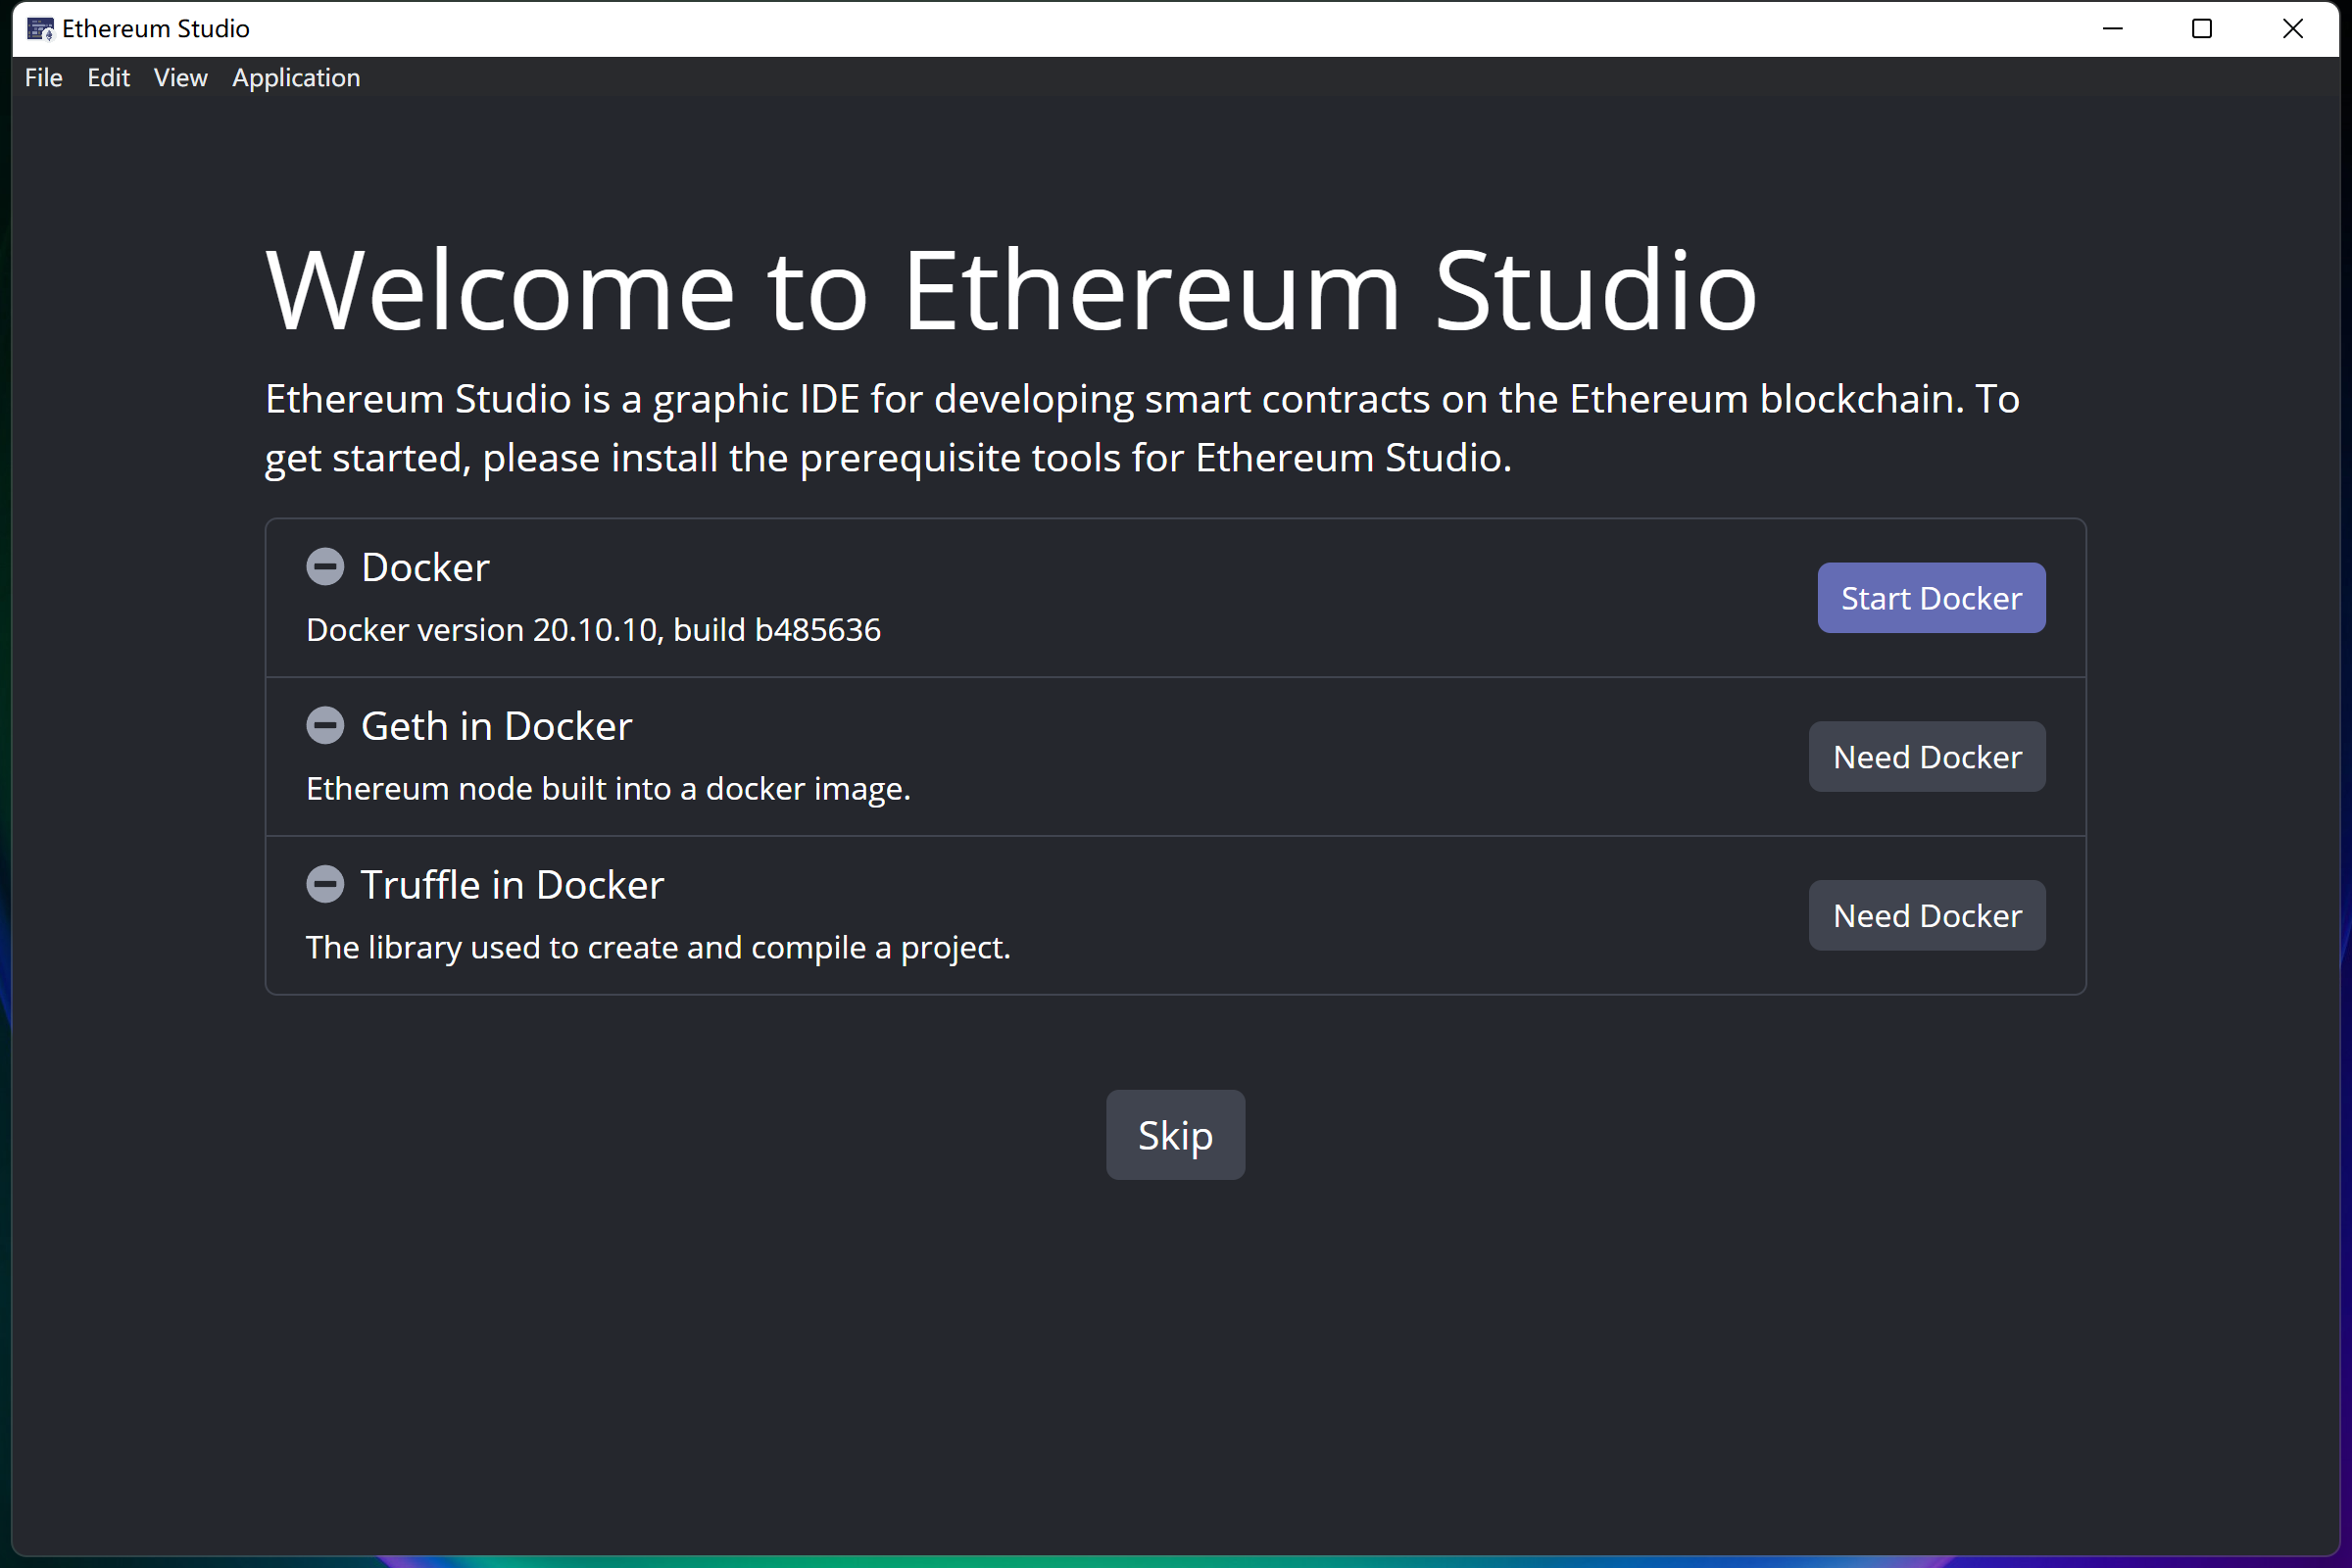 Ethereum Studio
File Edit View Application
Welcome to Ethereum Studio
Ethereum Studio is a graphic IDE for developing smart contracts on the Ethereum blockchain. To
get started, please install the prerequisite tools for Ethereum Studio.
Docker
Docker version 20.10.10, build b485636
Start Docker
Geth in Docker
Ethereum node built into a docker image.
Need Docker
Truffle in Docker
The library used to create and compile a project.
Need Docker
Skip